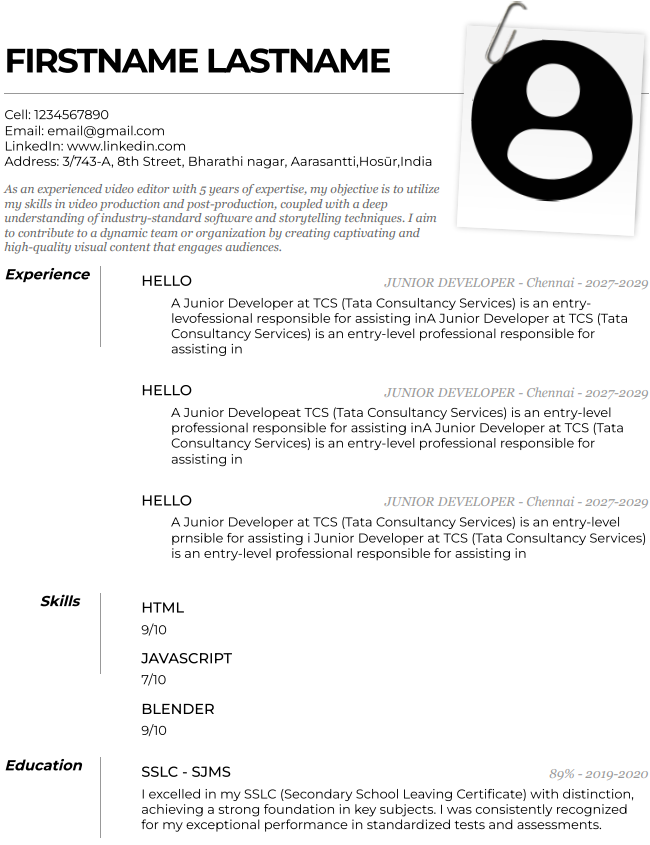 FIRSTNAME LASTNAME
Cell: 1234567890
Email: email@gmail.com
LinkedIn: www.linkedin.com
Address: 3/743-A, 8th Street, Bharathi nagar, Aarasantti,Hosür,India
As an experienced video editor with 5 years of expertise, my objective is to utilize
my skills in video production and post-production, coupled with a deep
understanding of industry-standard software and storytelling techniques. I aim
to contribute to a dynamic team or organization by creating captivating and
high-quality visual content that engages audiences.
Experience
HELLO
JUNIOR DEVELOPER - Chennai - 2027-2029
A Junior Developer at TCS (Tata Consultancy Services) is an entry-
levofessional responsible for assisting inA Junior Developer at TCS (Tata
Consultancy Services) is an entry-level professional responsible for
assisting in
HELLO
JUNIOR DEVELOPER - Chennai - 2027-2029
A Junior Developeat TCS (Tata Consultancy Services) is an entry-level
professional responsible for assisting inA Junior Developer at TCS (Tata
Consultancy Services) is an entry-level professional responsible for
assisting in
HELLO
JUNIOR DEVELOPER - Chennai - 2027-2029
A Junior Developer at TCS (Tata Consultancy Services) is an entry-level
prnsible for assisting i Junior Developer at TCS (Tata Consultancy Services)
is an entry-level professional responsible for assisting in
Skills
HTML
9/10
JAVASCRIPT
7/10
BLENDER
9/10
Education
SSLC - SJMS
89% - 2019-2020
I excelled in my SSLC (Secondary School Leaving Certificate) with distinction,
achieving a strong foundation in key subjects. I was consistently recognized
for my exceptional performance in standardized tests and assessments.